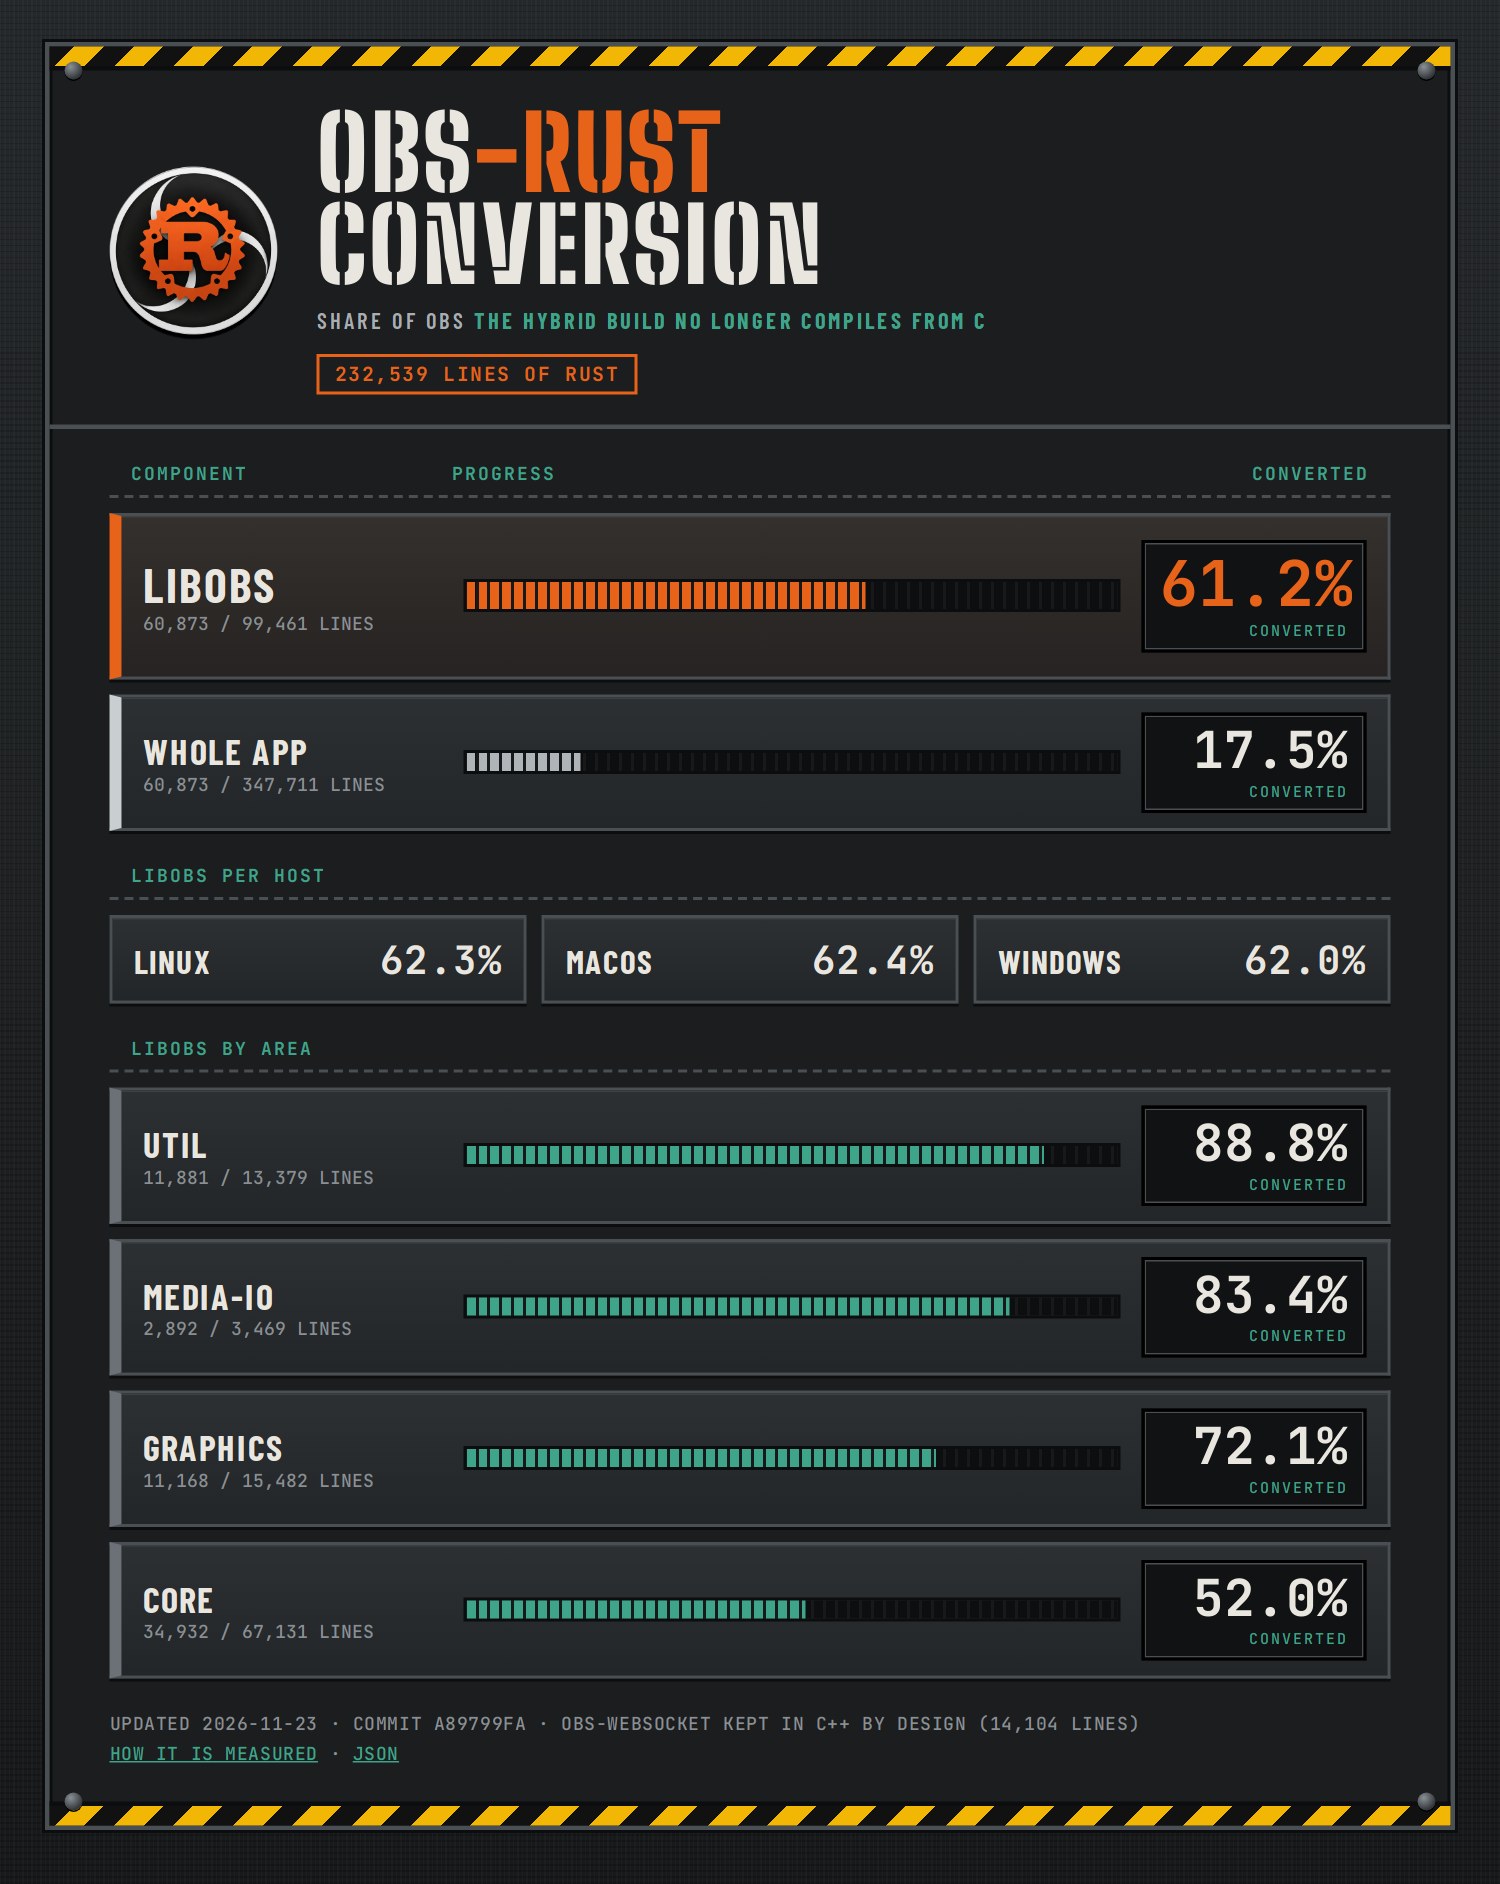 R
OBS-RUST
CONVERSION
SHARE OF OBS THE HYBRID BUILD NO LONGER COMPILES FROM C
232,539 LINES OF RUST
COMPONENT PROGRESS CONVERTED
LIBOBS
60,873 / 99,461 LINES
61.2%
CONVERTED
WHOLE APP
60,873 / 347,711 LINES
17.5%
CONVERTED
LIBOBS PER HOST
LINUX 62.3% MACOS 62.4% WINDOWS 62.0%
LIBOBS BY AREA
UTIL
11,881 / 13,379 LINES
88.8%
CONVERTED
MEDIA-IO
2,892 / 3,469 LINES
83.4%
CONVERTED
GRAPHICS
11,168 / 15,482 LINES
72.1%
CONVERTED
CORE
34,932 / 67,131 LINES
52.0%
CONVERTED
UPDATED 2026-11-23 · COMMIT A89799FA · OBS-WEBSOCKET KEPT IN C++ BY DESIGN (14,104 LINES)
HOW IT IS MEASURED · JSON